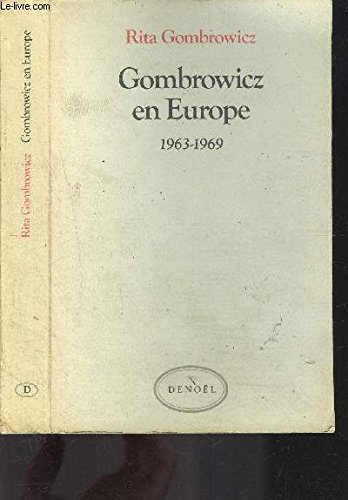 le-livre.com
Rita Gombrowicz
Gombrowicz
en Europe
1963-1969
DENOËL
Rita Gombrowicz Gombrowicz en Europe
D